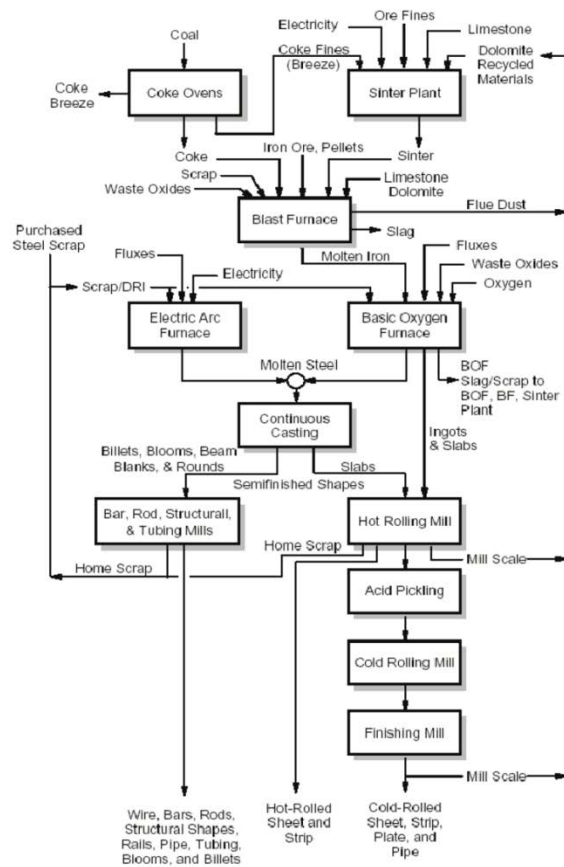 Electricity
Ore Fines
Limestone
Coal
Coke Fines
(Breeze)
Dolomite
Recycled
Materials
Coke
Breeze
Coke Ovens
Sinter Plant
Coke
Iron Ore, Pellets
Sinter
Scrap
Waste Oxides
Limestone
Dolomite
Blast Furnace
Flue Dust
Slag
Purchased
Steel Scrap
Molten Iron
Fluxes
Fluxes
Waste Oxides
Electricity
Oxygen
Scrap/DRI
Electric Arc
Furnace
Basic Oxygen
Furnace
Molten Steel
BOF
Slag/Scrap to
BOF, BF, Sinter
Plant
Continuous
Casting
Ingots
& Slabs
Billets, Blooms, Beam
Blanks, & Rounds
Slabs
Semifinished Shapes
Bar, Rod, Structurall,
& Tubing Mills
Hot Rolling Mill
Home Scrap
Home Scrap
Mill Scale
Acid Pickling
Cold Rolling Mill
Finishing Mill
Mill Scale
Wire, Bars, Rods,
Structural Shapes,
Rails, Pipe, Tubing,
Blooms, and Billets
Hot-Rolled
Sheet and
Strip
Cold-Rolled
Sheet, Strip,
Plate, and
Pipe